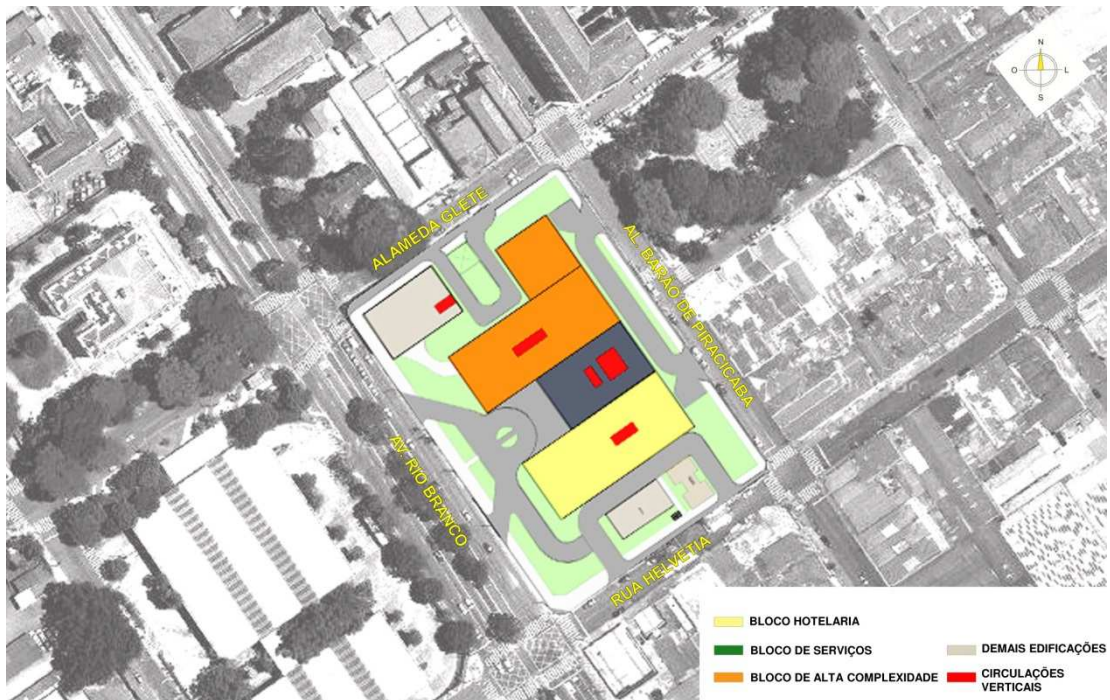 N
O
L
S
ALAMEDA GLETE
AL. BARÃO DE PIRACICABA
AV. RIO BRANCO
RUA HELVETIA
BLOCO HOTELARIA
BLOCO DE SERVIÇOS
DEMAIS EDIFICAÇÕES
BLOCO DE ALTA COMPLEXIDADE
CIRCULAÇÕES
VERTICAIS